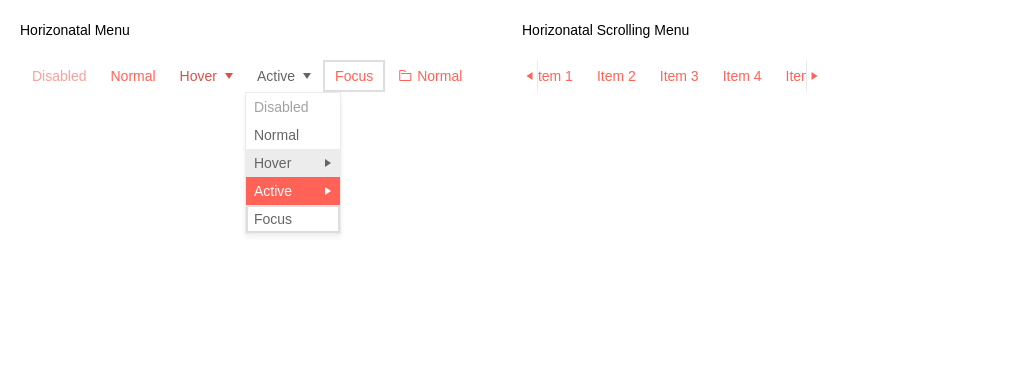 Horizonatal Menu
Disabled Normal Hover Active Focus Normal
Disabled
Normal
Hover
Active
Focus
Horizonatal Scrolling Menu
tem 1 Item 2 Item 3 Item 4 Iter